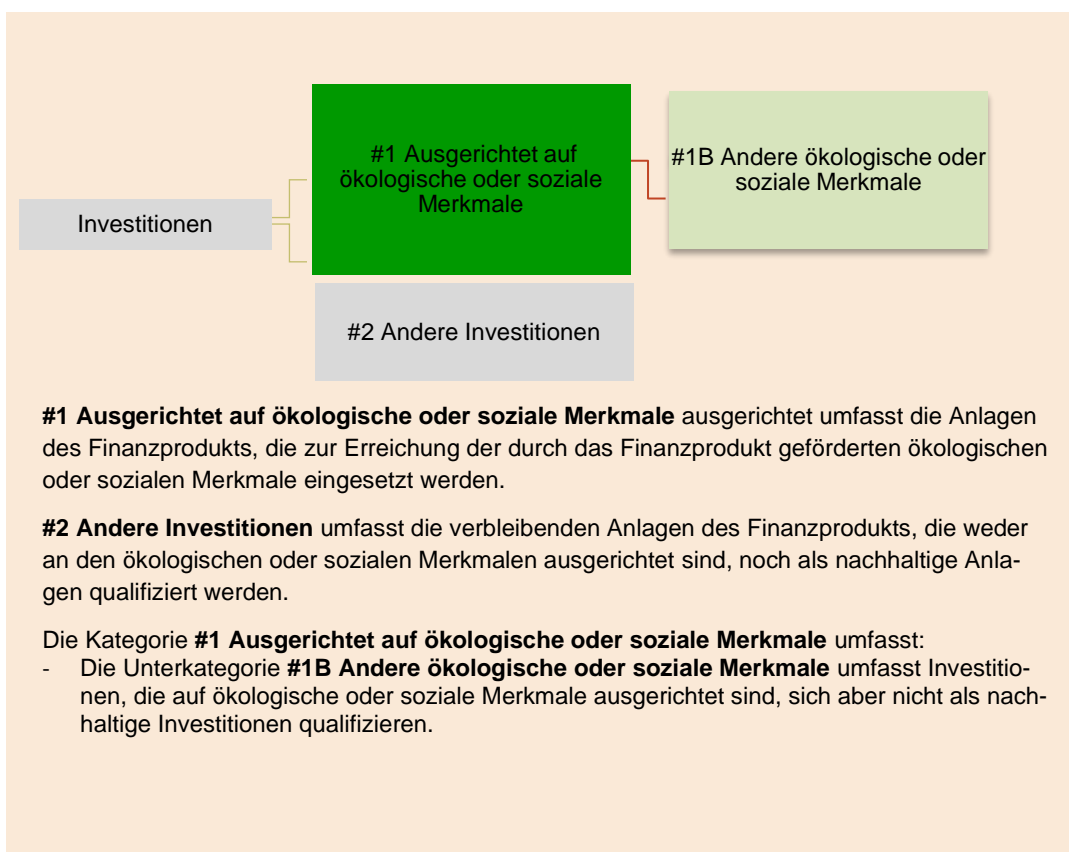 #1 Ausgerichtet auf
ökologische oder soziale
Merkmale
#1B Andere ökologische oder
soziale Merkmale
Investitionen
#2 Andere Investitionen
#1 Ausgerichtet auf ökologische oder soziale Merkmale ausgerichtet umfasst die Anlagen
des Finanzprodukts, die zur Erreichung der durch das Finanzprodukt geförderten ökologischen
oder sozialen Merkmale eingesetzt werden.
#2 Andere Investitionen umfasst die verbleibenden Anlagen des Finanzprodukts, die weder
an den ökologischen oder sozialen Merkmalen ausgerichtet sind, noch als nachhaltige Anla-
gen qualifiziert werden.
Die Kategorie #1 Ausgerichtet auf ökologische oder soziale Merkmale umfasst:
- Die Unterkategorie #1B Andere ökologische oder soziale Merkmale umfasst Investitio-
nen, die auf ökologische oder soziale Merkmale ausgerichtet sind, sich aber nicht als nach-
haltige Investitionen qualifizieren.